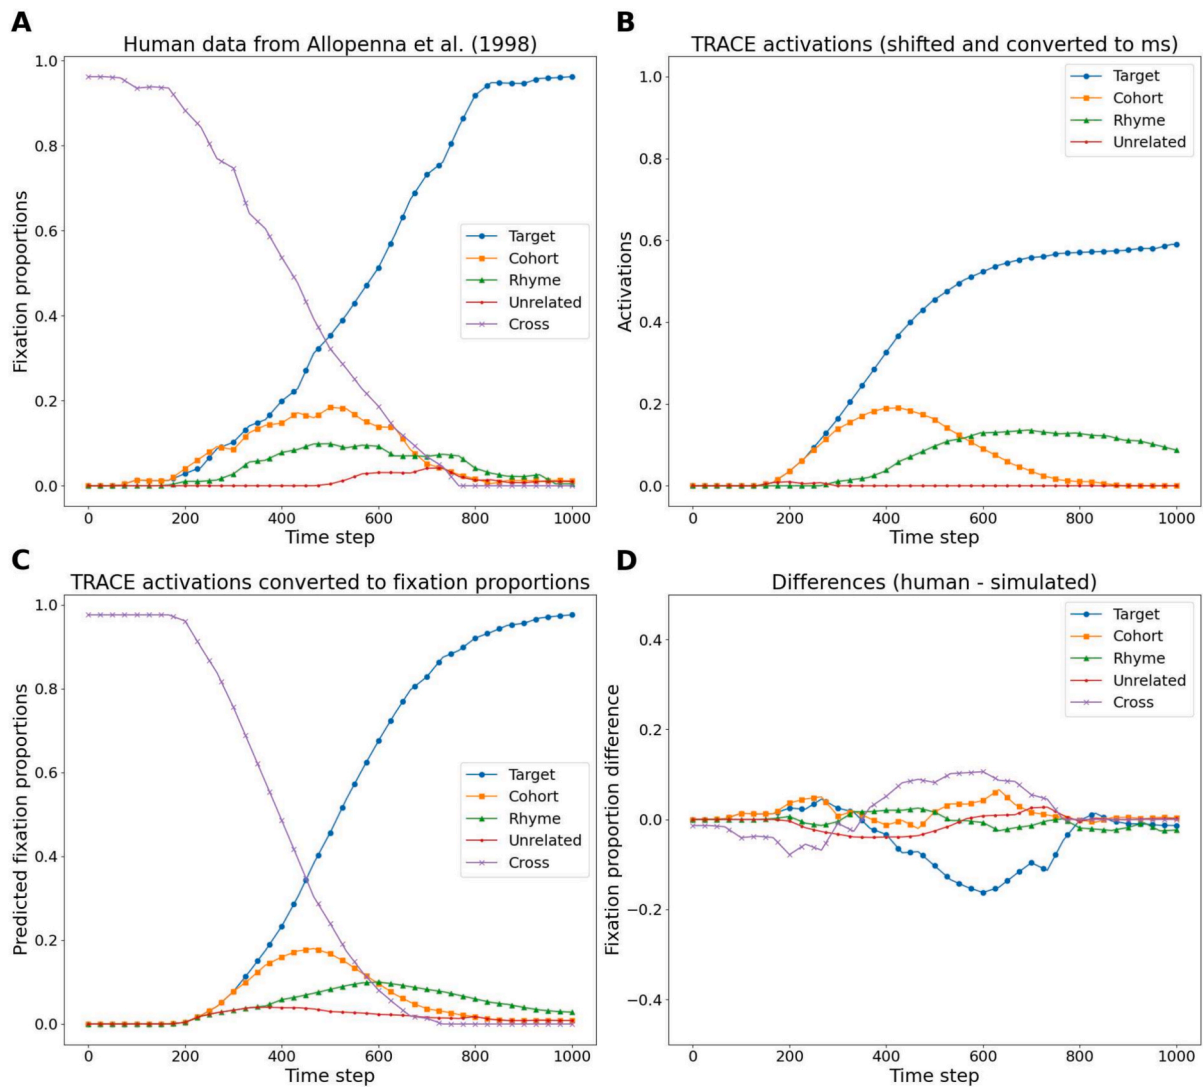 A
Human data from Allopenna et al. (1998)
Fixation proportions
1.0
0.8
0.6
0.4
0.2
0.0
Target
Cohort
Rhyme
Unrelated
Cross
0 200 400 600 800 1000
Time step
B
TRACE activations (shifted and converted to ms)
Activations
1.0
0.8
0.6
0.4
0.2
0.0
Target
Cohort
Rhyme
Unrelated
0 200 400 600 800 1000
Time step
C
TRACE activations converted to fixation proportions
Predicted fixation proportions
1.0
0.8
0.6
0.4
0.2
0.0
Target
Cohort
Rhyme
Unrelated
Cross
0 200 400 600 800 1000
Time step
D
Differences (human - simulated)
Fixation proportion difference
0.4
0.2
0.0
−0.2
−0.4
Target
Cohort
Rhyme
Unrelated
Cross
0 200 400 600 800 1000
Time step